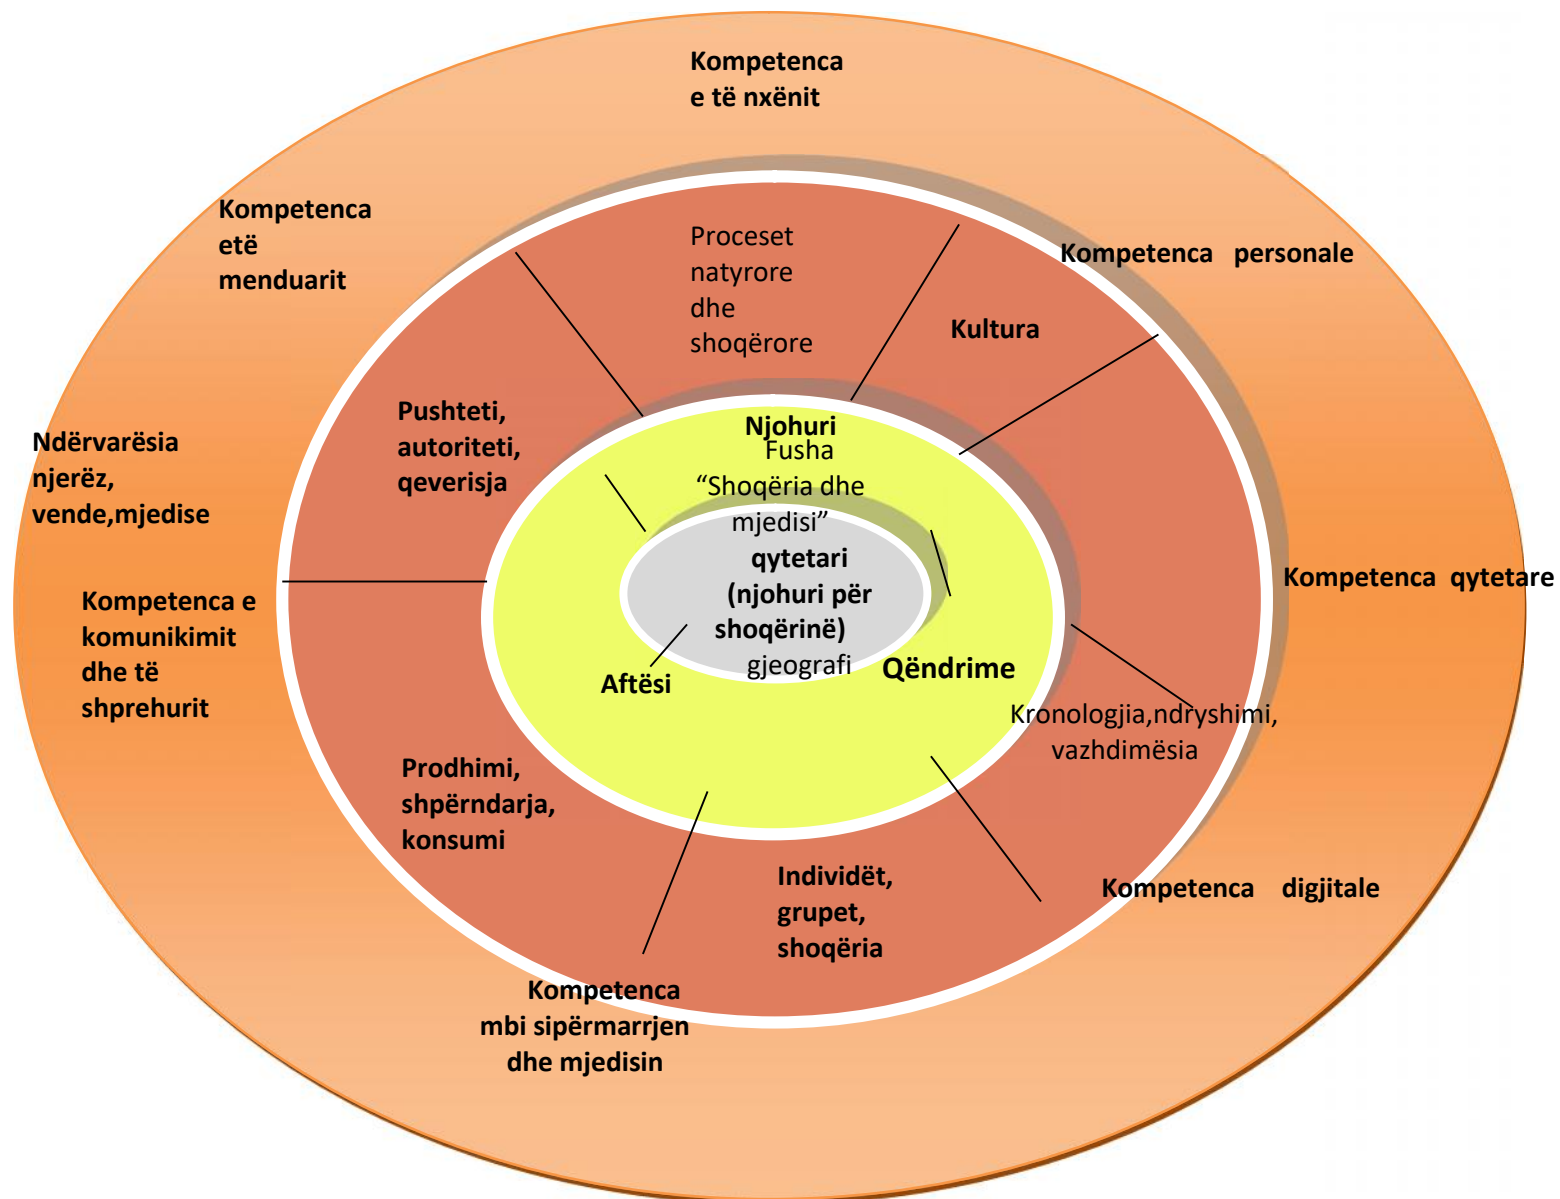 Kompetenca
e të nxënit
Kompetenca
etë
menduarit
Proceset
natyrore
dhe
shoqërore
Kompetenca personale
Kultura
Pushteti,
autoriteti,
qeverisja
Ndërvarësia
njerëz,
vende,mjedise
Njohuri
Fusha
“Shoqëria dhe
mjedisi”
qytetari
(njohuri për
shoqërinë)
gjeografi
Kompetenca qytetare
Kompetenca e
komunikimit
dhe të
shprehurit
Aftësi
Qëndrime
Kronologjia,ndryshimi,
vazhdimësia
Prodhimi,
shpërndarja,
konsumi
Individët,
grupet,
shoqëria
Kompetenca digjitale
Kompetenca
mbi sipërmarrjen
dhe mjedisin